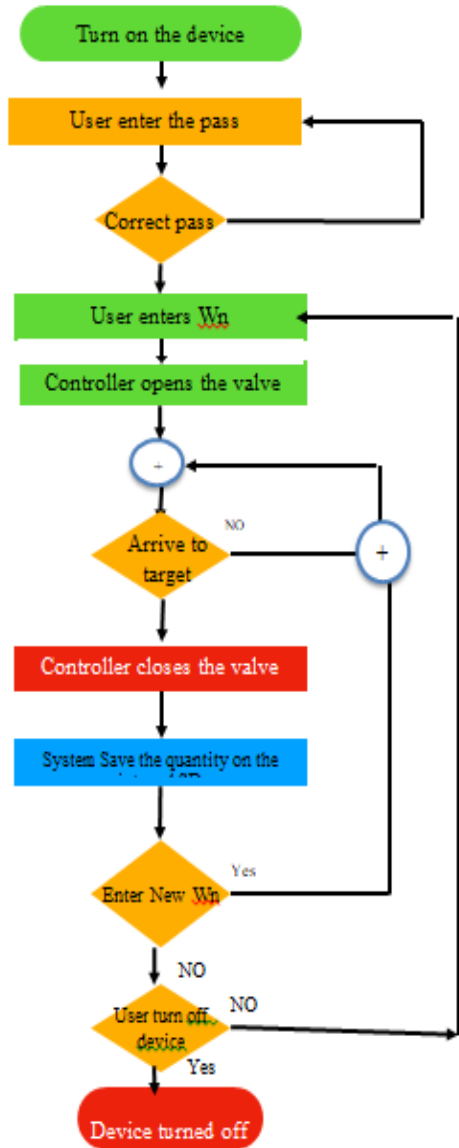 Turn on the device
User enter the pass
Correct pass
User enters Wn
Controller opens the valve
+
NO
Arrive to
target
+
Controller closes the valve
System Save the quantity on the
Yes
Enter New Wn
NO
NO
User turn off
device
Yes
Device turned off